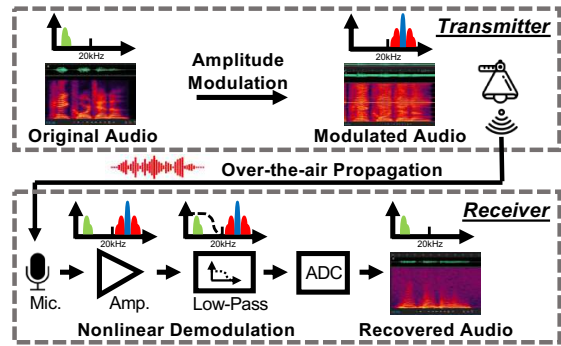 Transmitter
20kHz
Amplitude
Modulation
20kHz
Original Audio
Modulated Audio
Over-the-air Propagation
Receiver
20kHz
20kHz
20kHz
Mic.
Amp.
Low-Pass
ADC
Nonlinear Demodulation
Recovered Audio